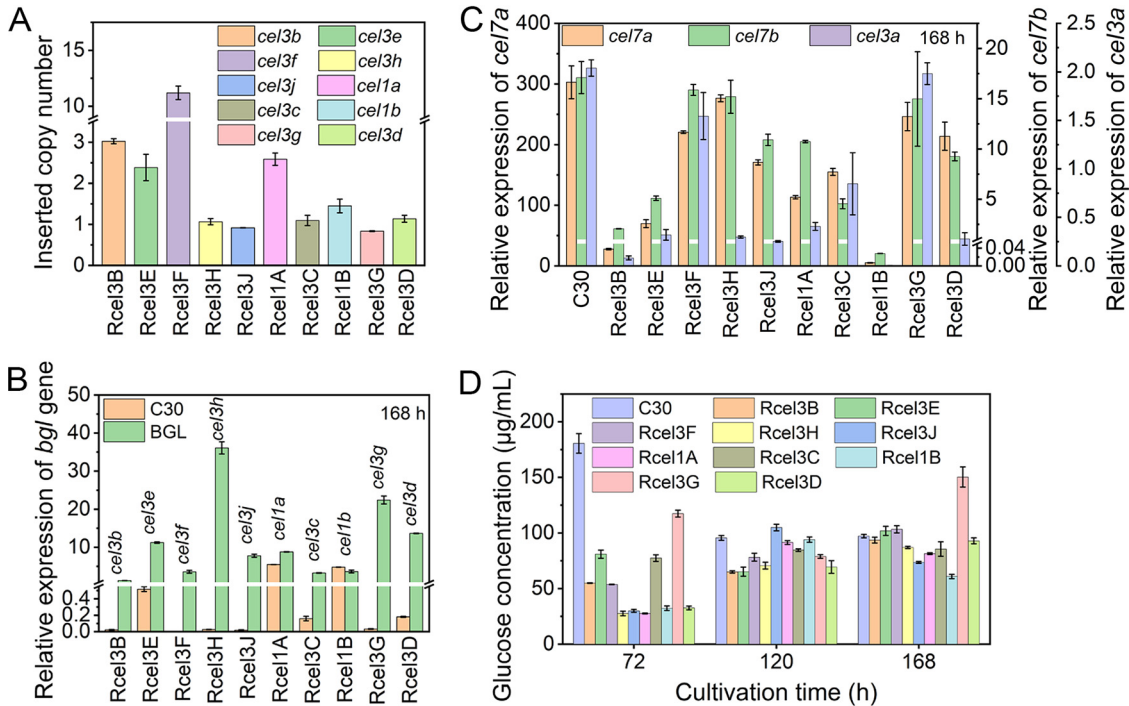 A
Inserted copy number
15
10
3
2
1
0
cel3b
cel3e
cel3f
cel3h
cel3j
cel1a
cel3c
cel1b
cel3g
cel3d
Rcel3B
Rcel3E
Rcel3F
Rcel3H
Rcel3J
Rcel1A
Rcel3C
Rcel1B
Rcel3G
Rcel3D
C
Relative expression of cel7a
400
300
200
100
0
cel7a
cel7b
cel3a
168 h
20
15
10
5
0.04
0.00
Relative expression of cel7b
2.5
2.0
1.5
1.0
0.5
0.0
Relative expression of cel3a
C30
Rcel3B
Rcel3E
Rcel3F
Rcel3H
Rcel3J
Rcel1A
Rcel3C
Rcel1B
Rcel3G
Rcel3D
B
Relative expression of bgl gene
50
40
30
20
10
0.4
0.2
0.0
C30
BGL
168 h
cel3b
cel3e
cel3f
cel3h
cel3j
cel1a
cel3c
cel1b
cel3g
cel3d
Rcel3B
Rcel3E
Rcel3F
Rcel3H
Rcel3J
Rcel1A
Rcel3C
Rcel1B
Rcel3G
Rcel3D
D
Glucose concentration (µg/mL)
200
150
100
50
0
C30
Rcel3B
Rcel3E
Rcel3F
Rcel3H
Rcel3J
Rcel1A
Rcel3C
Rcel1B
Rcel3G
Rcel3D
72
120
168
Cultivation time (h)